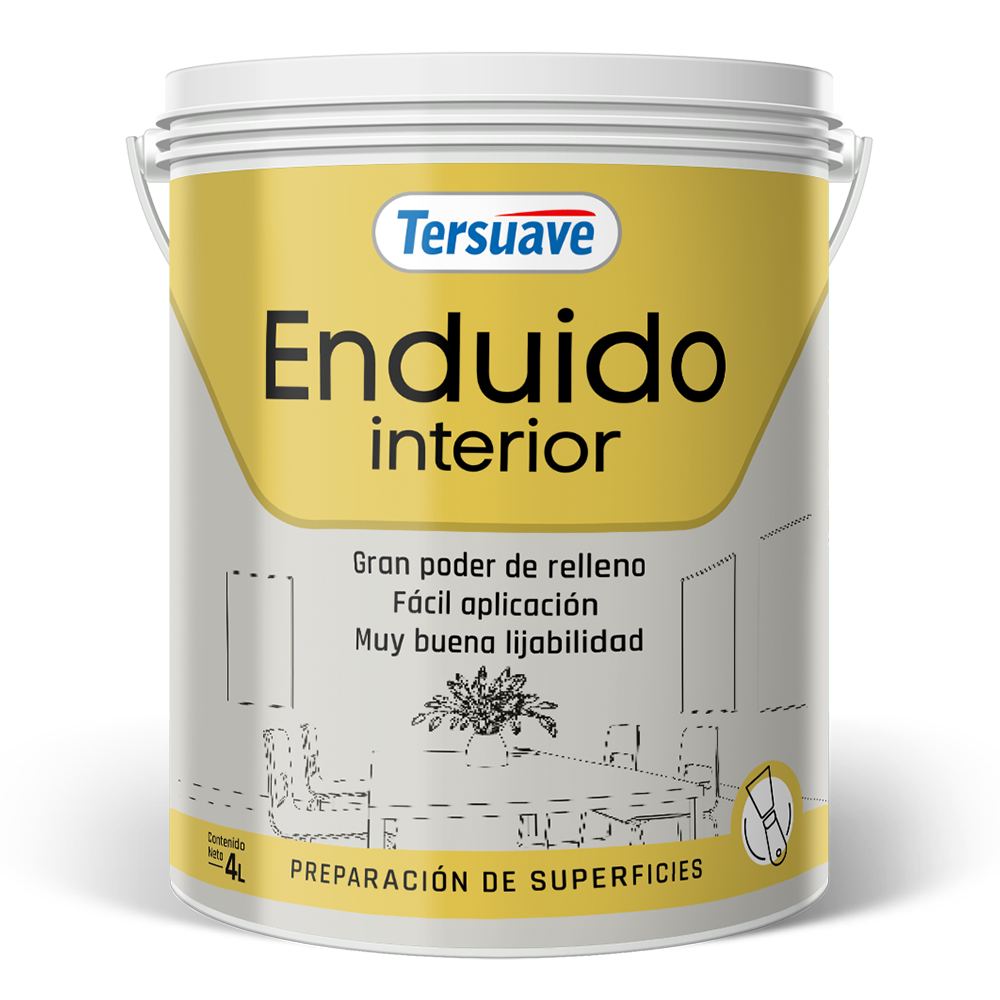 Tersuave
Enduido
interior
Gran poder de relleno
Fácil aplicación
Muy buena lijabilidad
Contenido
Neto 4L
PREPARACIÓN DE SUPERFICIES